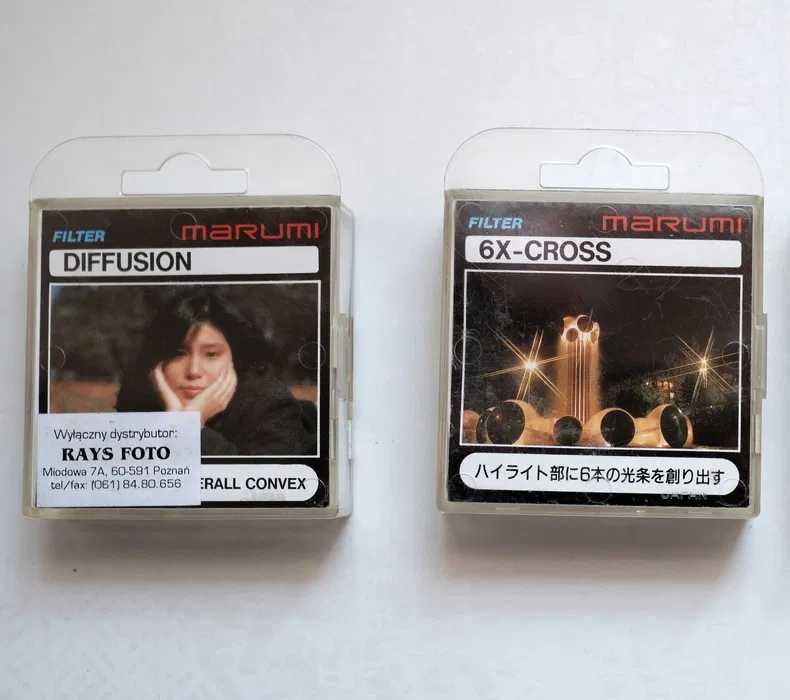 FILTER marumi
DIFFUSION
Wyłączny dystrybutor:
RAYS FOTO
Miodowa 7A, 60-591 Poznań
tel/fax: (061) 84.80.656
ERALL CONVEX
FILTER marumi
6X-CROSS
ハイライト部に6本の光条を創り出す
JAPAN